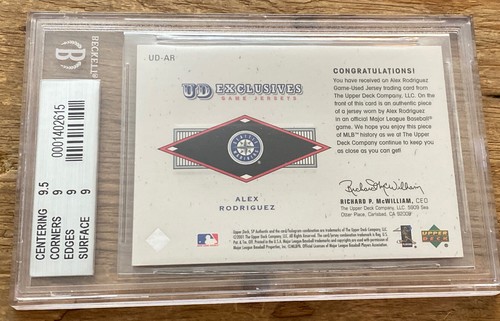 BECKETT
0001402615
CENTERING 9.5
CORNERS 9
EDGES 9
SURFACE 9
UD-AR
UD EXCLUSIVES
GAME JERSEYS
ALEX
RODRIGUEZ
CONGRATULATIONS!
You have received an Alex Rodriguez
Game-Used Jersey trading card from
The Upper Deck Company, LLC. On the
front of this card is an authentic piece
of a jersey worn by Alex Rodriguez
in an official Major League Baseball®
game. We hope you enjoy this piece
of MLB™ history as we at The Upper
Deck Company continue to keep you
as close as you can get!
Richard P. McWilliam
RICHARD P. McWILLIAM, CEO
The Upper Deck Company, LLC. 5909 Sea
Otter Place, Carlsbad, CA 92008
UPPER
DECK